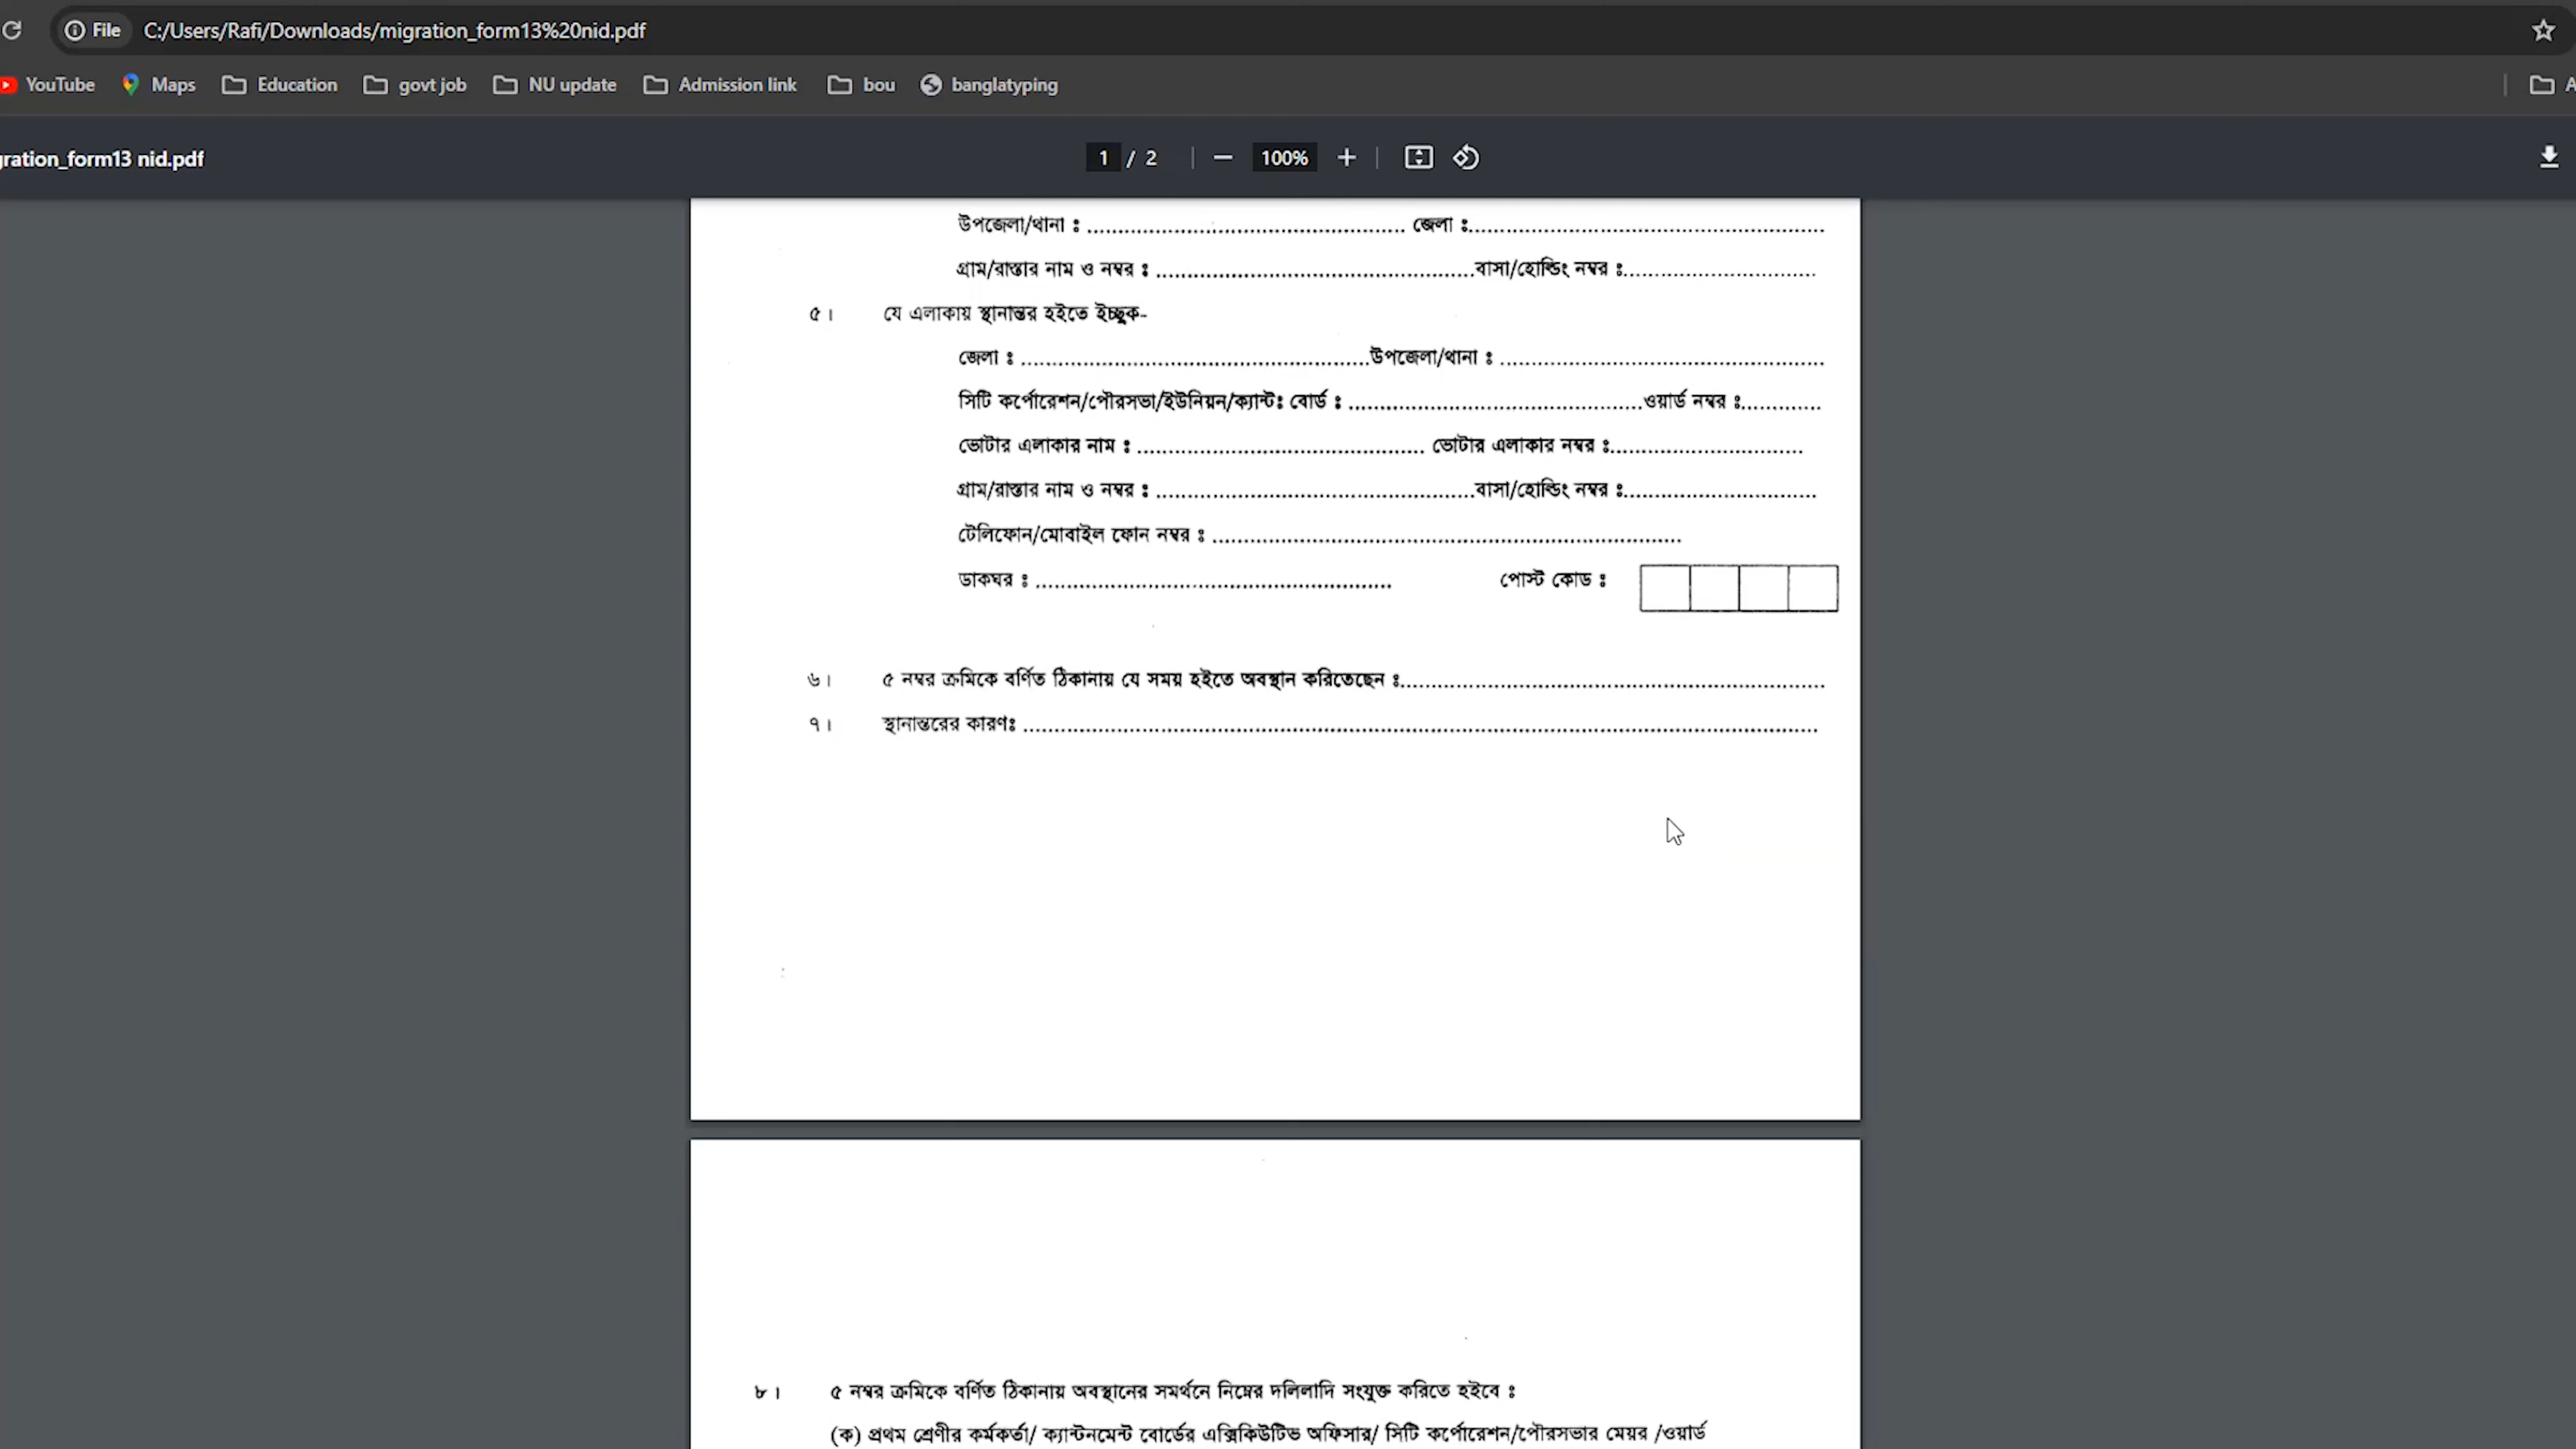 File C:/Users/Rafi/Downloads/migration_form13%20nid.pdf
YouTube Maps Education govt job NU update Admission link bou banglatyping
gration_form13 nid.pdf 1 / 2 100%
উপজেলা/থানা ঃ .................................................. জেলা ঃ........................................................
গ্রাম/রাস্তার নাম ও নম্বর ঃ ..................................................বাসা/হোল্ডিং নম্বর ঃ..............................
৫। যে এলাকায় স্থানান্তর হইতে ইচ্ছুক-
জেলা ঃ .......................................................উপজেলা/থানা ঃ ...................................................
সিটি কর্পোরেশন/পৌরসভা/ইউনিয়ন/ক্যান্টঃ বোর্ড ঃ ..............................................ওয়ার্ড নম্বর ঃ.............
ভোটার এলাকার নাম ঃ ............................................. ভোটার এলাকার নম্বর ঃ..............................
গ্রাম/রাস্তার নাম ও নম্বর ঃ ..................................................বাসা/হোল্ডিং নম্বর ঃ..............................
টেলিফোন/মোবাইল ফোন নম্বর ঃ ..........................................................................
ডাকঘর ঃ ........................................................ পোস্ট কোড ঃ
৬। ৫ নম্বর ক্রমিকে বর্ণিত ঠিকানায় যে সময় হইতে অবস্থান করিতেছেন ঃ...................................................................
৭। স্থানান্তরের কারণঃ ..............................................................................................................................
৮। ৫ নম্বর ক্রমিকে বর্ণিত ঠিকানায় অবস্থানের সমর্থনে নিম্নের দলিলাদি সংযুক্ত করিতে হইবে ঃ
(ক) প্রথম শ্রেণীর কর্মকর্তা/ ক্যান্টনমেন্ট বোর্ডের এক্সিকিউটিভ অফিসার/ সিটি কর্পোরেশন/পৌরসভার মেয়র /ওয়ার্ড